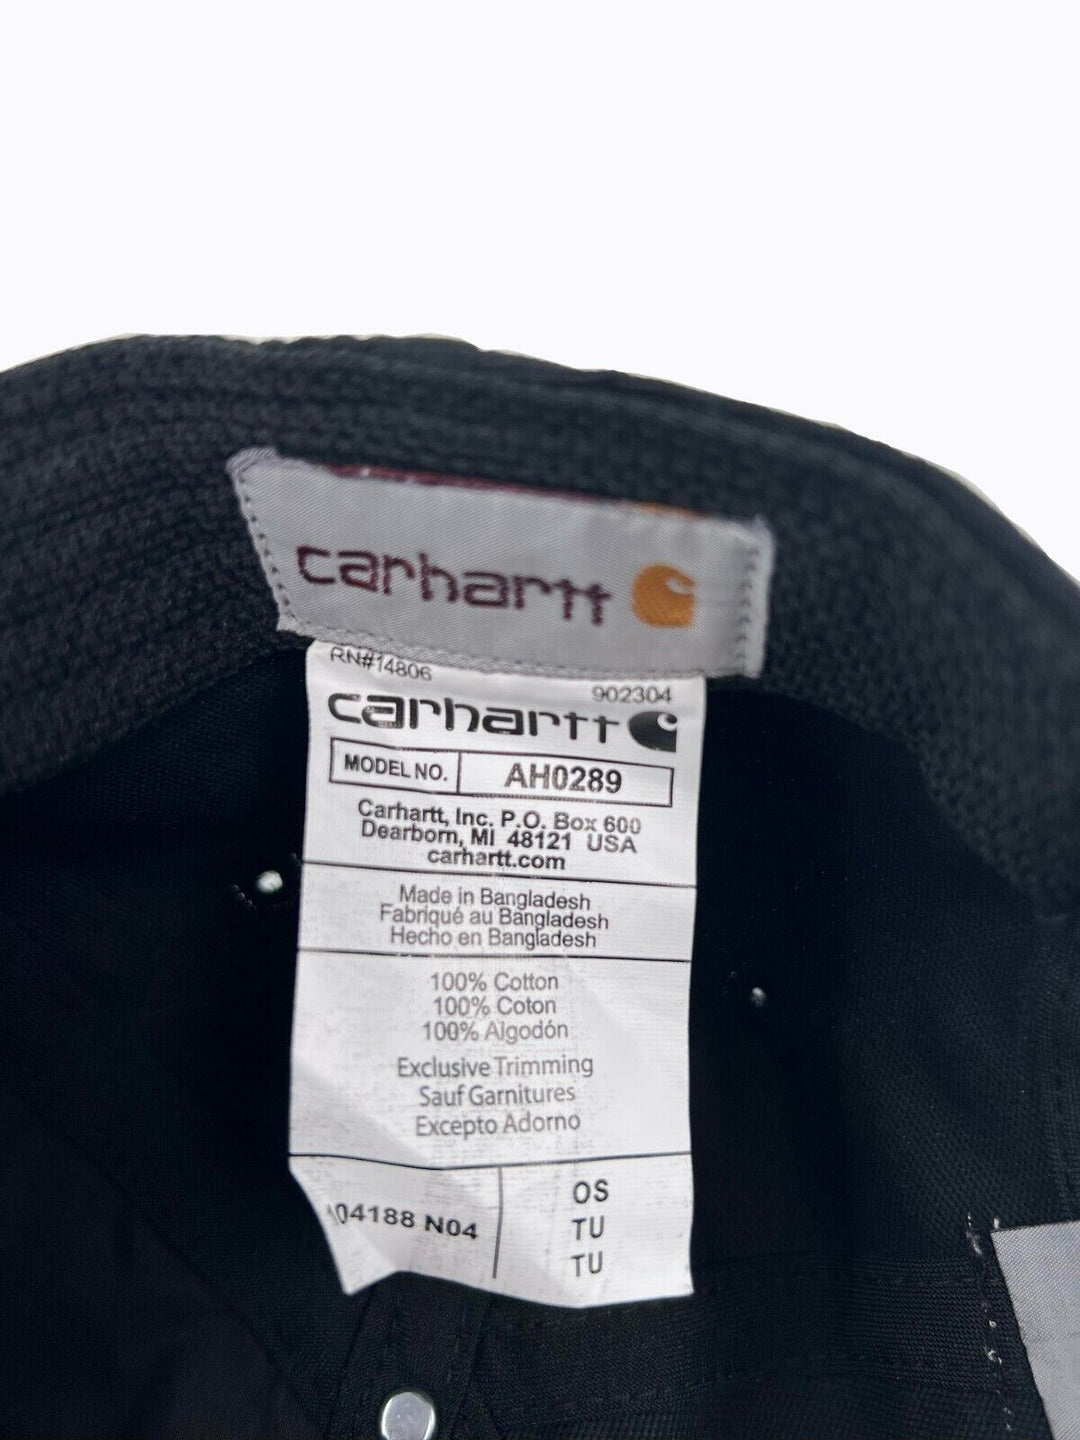 carhartt
RN#14806
902304
carhartt
MODEL NO. AH0289
Carhartt, Inc. P.O. Box 600
Dearborn, MI 48121 USA
carhartt.com
Made in Bangladesh
Fabriqué au Bangladesh
Hecho en Bangladesh
100% Cotton
100% Coton
100% Algodón
Exclusive Trimming
Sauf Garnitures
Excepto Adorno
04188 N04
OS
TU
TU